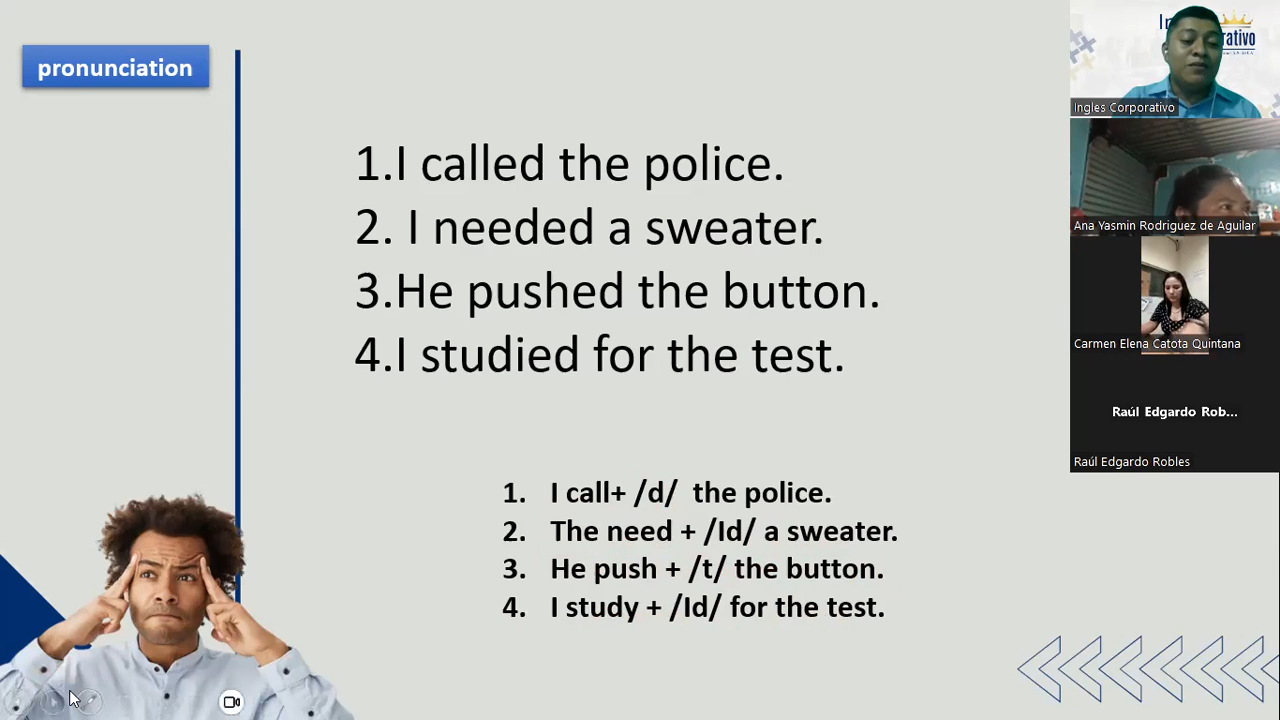 pronunciation
1.I called the police.
2. I needed a sweater.
3.He pushed the button.
4.I studied for the test.
1. I call+ /d/ the police.
2. The need + /Id/ a sweater.
3. He push + /t/ the button.
4. I study + /Id/ for the test.
In
rativo
Ingles Corporativo
Ana Yasmin Rodriguez de Aguilar
Carmen Elena Catota Quintana
Raúl Edgardo Rob...
Raúl Edgardo Robles